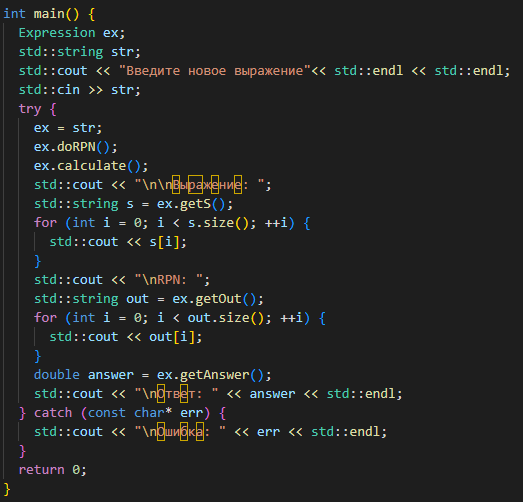 int main() {
  Expression ex;
  std::string str;
  std::cout << "Введите новое выражение"<< std::endl << std::endl;
  std::cin >> str;
  try {
    ex = str;
    ex.doRPN();
    ex.calculate();
    std::cout << "\n\nВыражение: ";
    std::string s = ex.getS();
    for (int i = 0; i < s.size(); ++i) {
      std::cout << s[i];
    }
    std::cout << "\nRPN: ";
    std::string out = ex.getOut();
    for (int i = 0; i < out.size(); ++i) {
      std::cout << out[i];
    }
    double answer = ex.getAnswer();
    std::cout << "\nОтвет: " << answer << std::endl;
  } catch (const char* err) {
    std::cout << "\nОшибка: " << err << std::endl;
  }
  return 0;
}